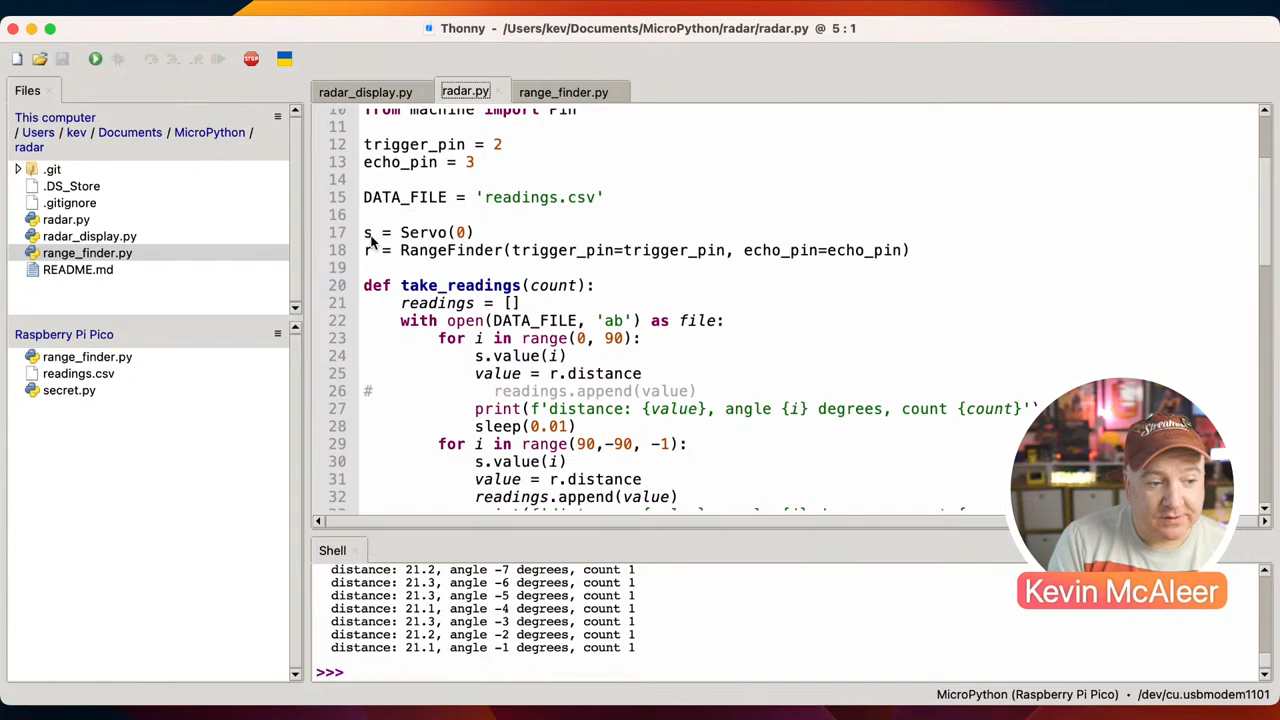 Thonny - /Users/kev/Documents/MicroPython/radar/radar.py @ 5 : 1
STOP
Files
This computer
/ Users / kev / Documents / MicroPython /
radar
.git
.DS_Store
.gitignore
radar.py
radar_display.py
range_finder.py
README.md
Raspberry Pi Pico
range_finder.py
readings.csv
secret.py
radar_display.py
radar.py
range_finder.py
10 from machine import Pin
11
12 trigger_pin = 2
13 echo_pin = 3
14
15 DATA_FILE = 'readings.csv'
16
17 s = Servo(0)
18 r = RangeFinder(trigger_pin=trigger_pin, echo_pin=echo_pin)
19
20 def take_readings(count):
21 readings = []
22 with open(DATA_FILE, 'ab') as file:
23 for i in range(0, 90):
24 s.value(i)
25 value = r.distance
26 # readings.append(value)
27 print(f'distance: {value}, angle {i} degrees, count {count}')
28 sleep(0.01)
29 for i in range(90,-90, -1):
30 s.value(i)
31 value = r.distance
32 readings.append(value)
Shell
distance: 21.2, angle -7 degrees, count 1
distance: 21.3, angle -6 degrees, count 1
distance: 21.3, angle -5 degrees, count 1
distance: 21.1, angle -4 degrees, count 1
distance: 21.3, angle -3 degrees, count 1
distance: 21.2, angle -2 degrees, count 1
distance: 21.1, angle -1 degrees, count 1
>>>
Kevin McAleer
MicroPython (Raspberry Pi Pico) • /dev/cu.usbmodem1101